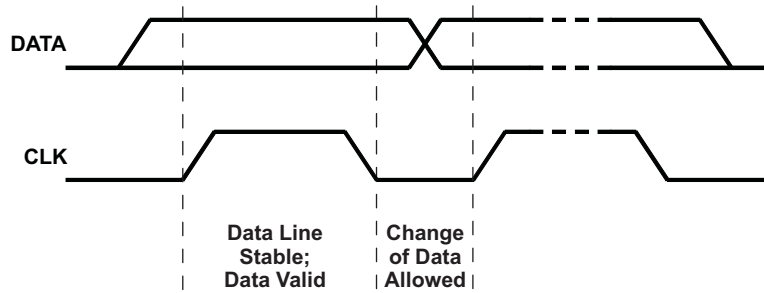 DATA
CLK
Data Line
Stable;
Data Valid
Change
of Data
Allowed